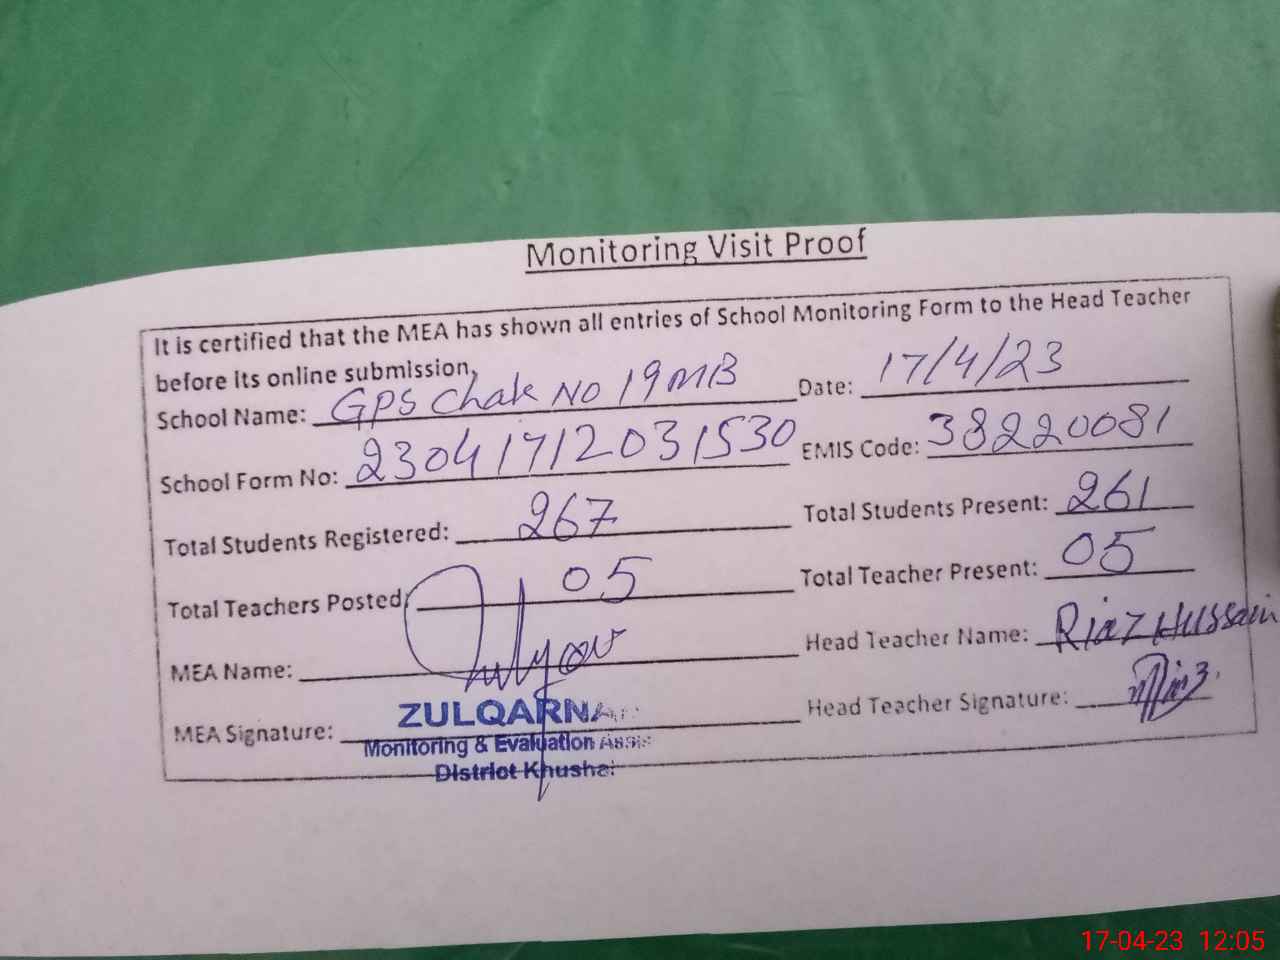 Monitoring Visit Proof
It is certified that the MEA has shown all entries of School Monitoring Form to the Head Teacher
before its online submission.
School Name: GPS Chak NO 19MB Date: 17/4/23
School Form No: 23041712031530 EMIS Code: 38220081
Total Students Registered: 267 Total Students Present: 261
Total Teachers Posted: 05 Total Teacher Present: 05
MEA Name: Head Teacher Name: Riaz Hussain
MEA Signature: Head Teacher Signature:
ZULQARNA
Monitoring & Evaluation Assis
District Khusha
17-04-23 12:05